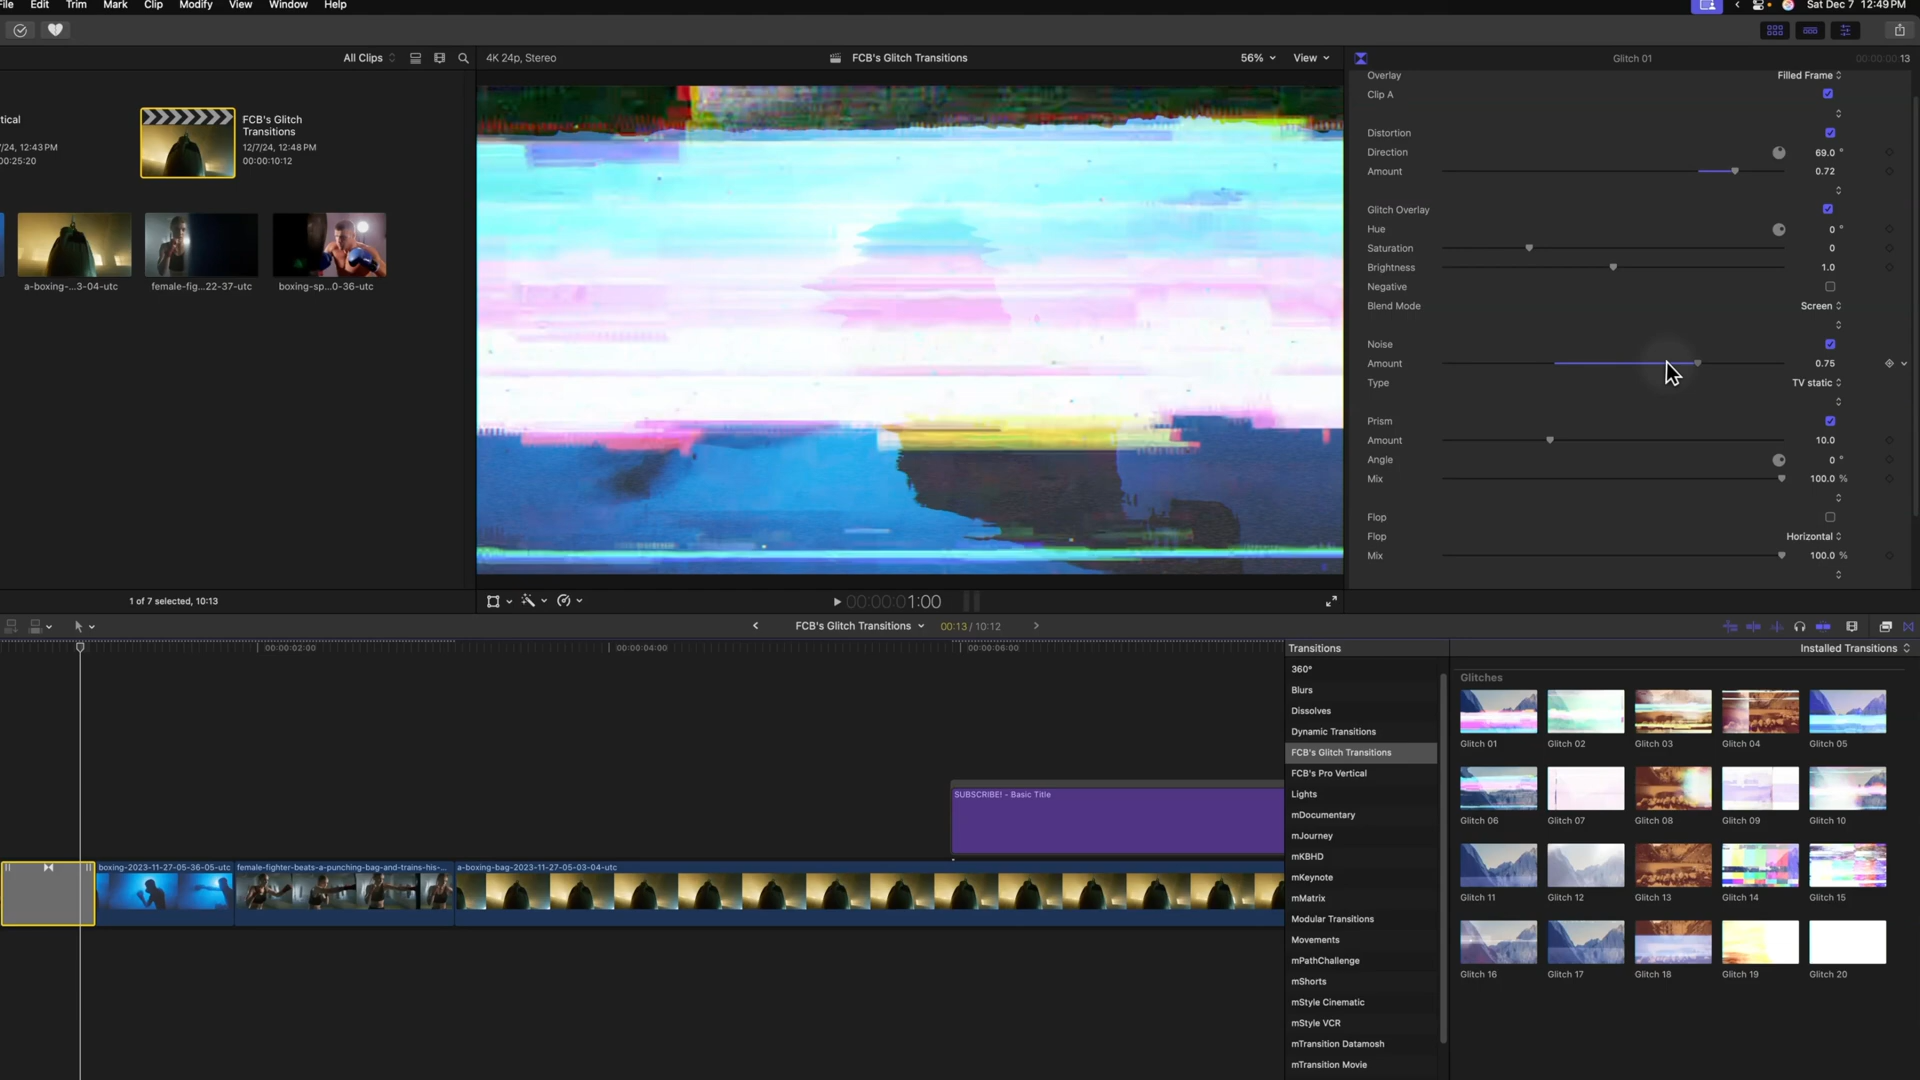 File Edit Trim Mark Clip Modify View Window Help
Sat Dec 7 12:49 PM
All Clips
4K 24p, Stereo
FCB's Glitch Transitions
56%
View
Glitch 01
00:00:00:13
Overlay
Filled Frame
Clip A
Distortion
Direction
69.0 °
Amount
0.72
Glitch Overlay
Hue
0 °
Saturation
0
Brightness
1.0
Negative
Blend Mode
Screen
Noise
Amount
0.75
Type
TV static
Prism
Amount
10.0
Angle
0 °
Mix
100.0 %
Flop
Flop
Horizontal
Mix
100.0 %
tical
7/24, 12:43 PM
00:25:20
FCB's Glitch
Transitions
12/7/24, 12:48 PM
00:00:10:12
a-boxing-...3-04-utc
female-fig...22-37-utc
boxing-sp...0-36-utc
1 of 7 selected, 10:13
00:00:01:00
FCB's Glitch Transitions
00:13 / 10:12
00:00:02:00
00:00:04:00
00:00:06:00
SUBSCRIBE! - Basic Title
boxing-2023-11-27-05-36-05-utc
female-fighter-beats-a-punching-bag-and-trains-his-...
a-boxing-bag-2023-11-27-05-03-04-utc
Transitions
Installed Transitions
360°
Blurs
Dissolves
Dynamic Transitions
FCB's Glitch Transitions
FCB's Pro Vertical
Lights
mDocumentary
mJourney
mKBHD
mKeynote
mMatrix
Modular Transitions
Movements
mPathChallenge
mShorts
mStyle Cinematic
mStyle VCR
mTransition Datamosh
mTransition Movie
Glitches
Glitch 01
Glitch 02
Glitch 03
Glitch 04
Glitch 05
Glitch 06
Glitch 07
Glitch 08
Glitch 09
Glitch 10
Glitch 11
Glitch 12
Glitch 13
Glitch 14
Glitch 15
Glitch 16
Glitch 17
Glitch 18
Glitch 19
Glitch 20